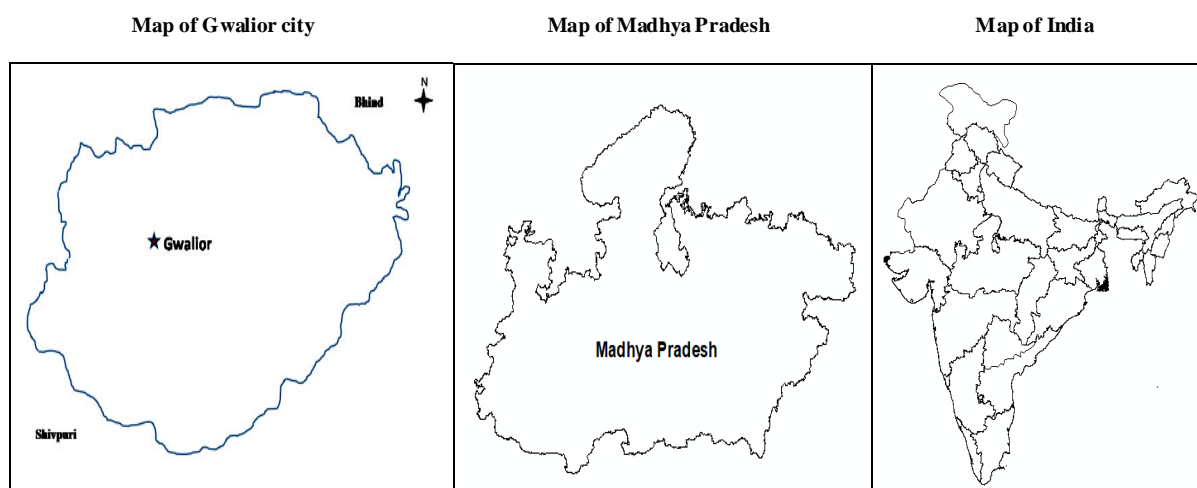 Map of Gwalior city
Map of Madhya Pradesh
Map of India
N
Bhind
Gwalior
Shivpuri
Madhya Pradesh